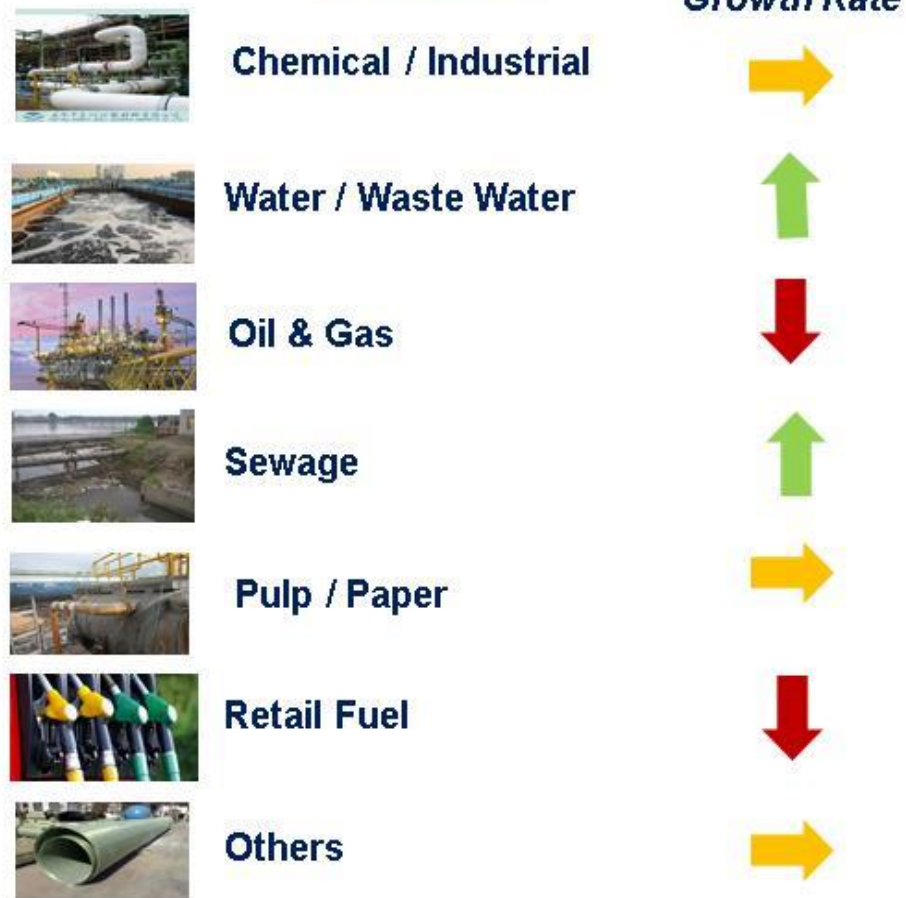 Growth Rate
Chemical / Industrial
Water / Waste Water
Oil & Gas
Sewage
Pulp / Paper
Retail Fuel
Others